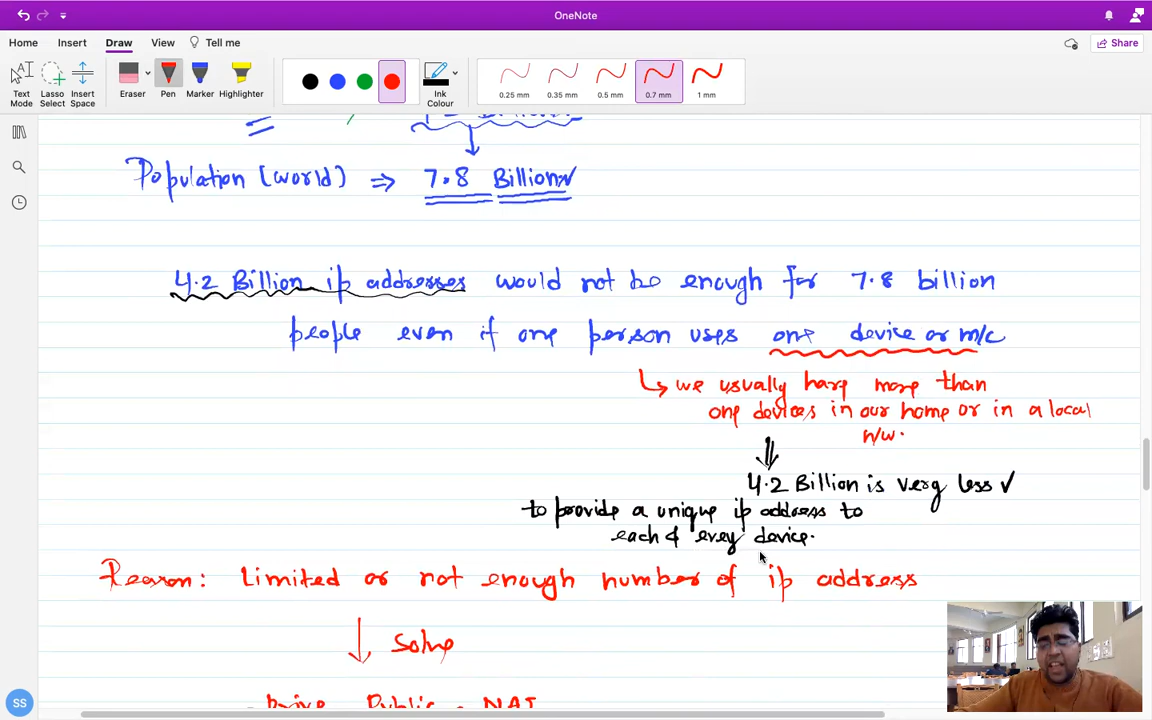 OneNote
Home Insert Draw View Tell me Share
Text Mode Lasso Select Insert Space Eraser Pen Marker Highlighter Ink Colour 0.25 mm 0.35 mm 0.5 mm 0.7 mm 1 mm
Population (world) ⇒ 7.8 Billion ✓
4.2 Billion ip addresses would not be enough for 7.8 billion
people even if one person uses one device or m/c
↳ we usually have more than
one devices in our home or in a local
n/w.
⇓
4.2 Billion is very less ✓
to provide a unique ip address to
each & evey device.
Reason: Limited or not enough number of ip address
↓ Solve
Public NAT
SS